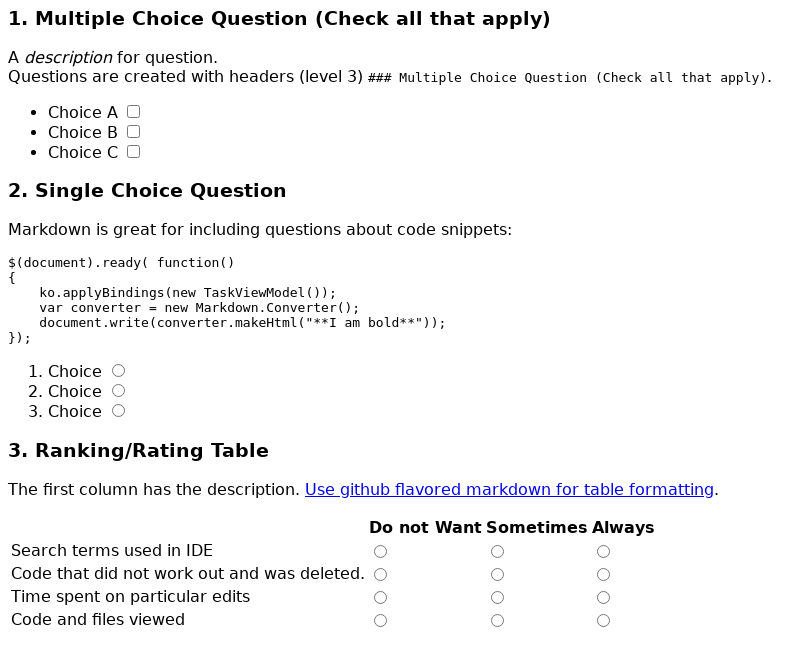 1. Multiple Choice Question (Check all that apply)
A description for question.
Questions are created with headers (level 3) ### Multiple Choice Question (Check all that apply).
• Choice A
• Choice B
• Choice C
2. Single Choice Question
Markdown is great for including questions about code snippets:
$(document).ready( function()
{
    ko.applyBindings(new TaskViewModel());
    var converter = new Markdown.Converter();
    document.write(converter.makeHtml("**I am bold**"));
});
1. Choice
2. Choice
3. Choice
3. Ranking/Rating Table
The first column has the description. Use github flavored markdown for table formatting.
Do not Want Sometimes Always
Search terms used in IDE
Code that did not work out and was deleted.
Time spent on particular edits
Code and files viewed